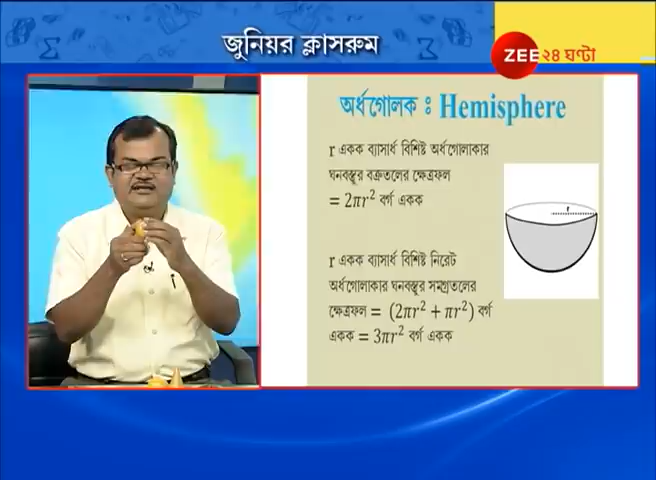 জুনিয়র ক্লাসরুম
ZEE ২৪ ঘণ্টা
অর্ধগোলক : Hemisphere
r একক ব্যাসার্ধ বিশিষ্ট অর্ধগোলাকার
ঘনবস্তুর বক্রতলের ক্ষেত্রফল
= 2πr² বর্গ একক
r
r একক ব্যাসার্ধ বিশিষ্ট নিরেট
অর্ধগোলাকার ঘনবস্তুর সমগ্রতলের
ক্ষেত্রফল = (2πr² + πr²) বর্গ
একক = 3πr² বর্গ একক
ZEE